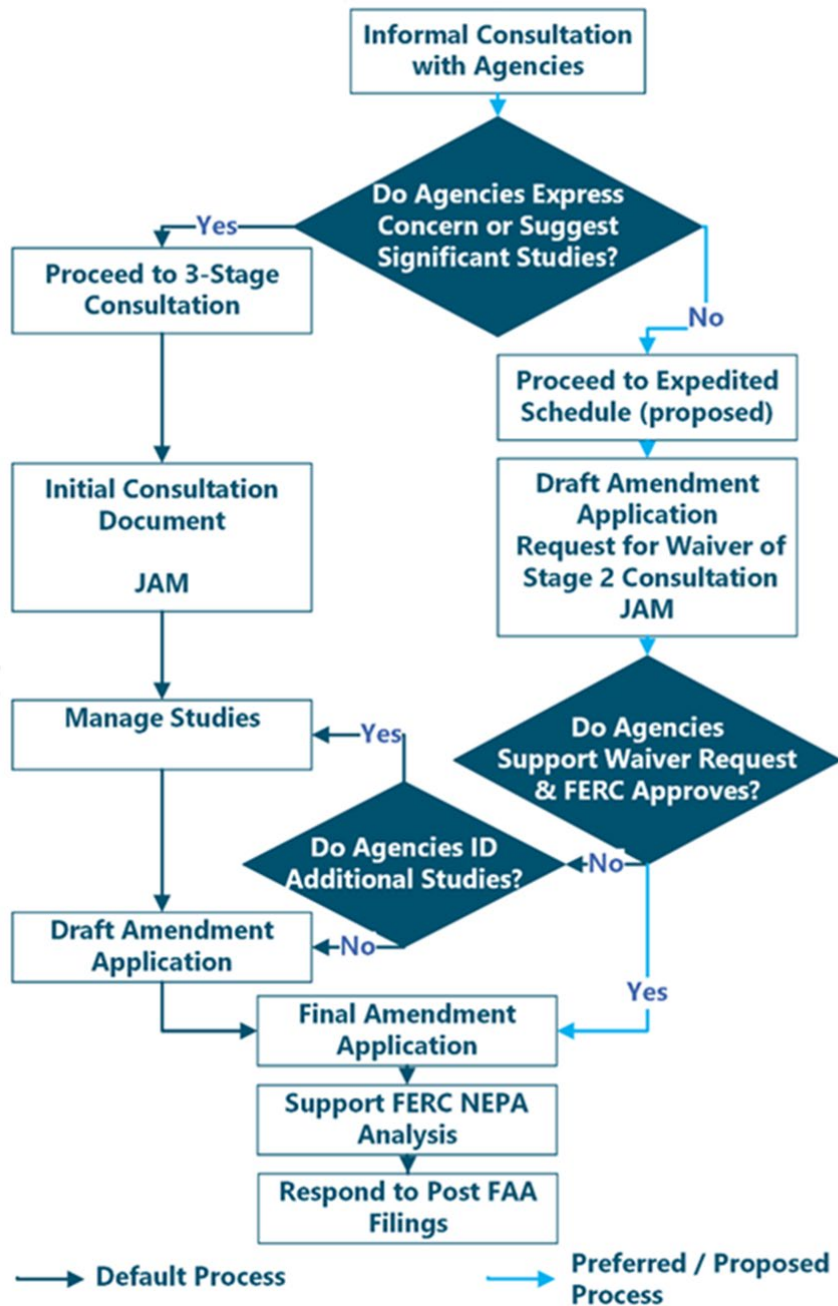 Informal Consultation
with Agencies
Do Agencies Express
Concern or Suggest
Significant Studies?
Yes
Proceed to 3-Stage
Consultation
No
Proceed to Expedited
Schedule (proposed)
Initial Consultation
Document
JAM
Draft Amendment
Application
Request for Waiver of
Stage 2 Consultation
JAM
Manage Studies
Yes
Do Agencies
Support Waiver Request
& FERC Approves?
Do Agencies ID
Additional Studies?
No
Draft Amendment
Application
No
Yes
Final Amendment
Application
Support FERC NEPA
Analysis
Respond to Post FAA
Filings
Default Process
Preferred / Proposed
Process